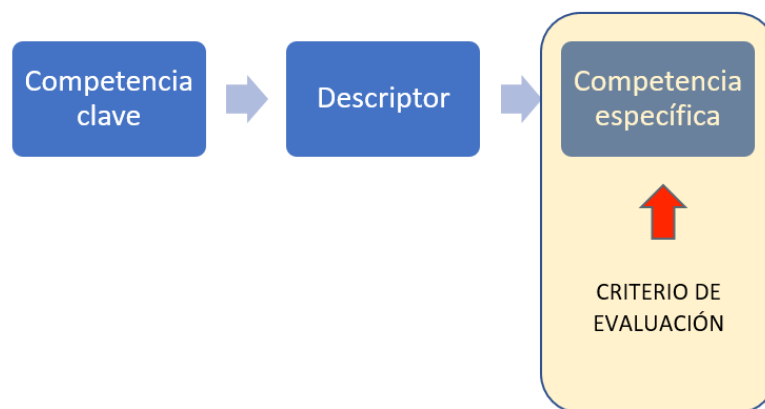 Competencia
clave
Descriptor
Competencia
específica
CRITERIO DE
EVALUACIÓN